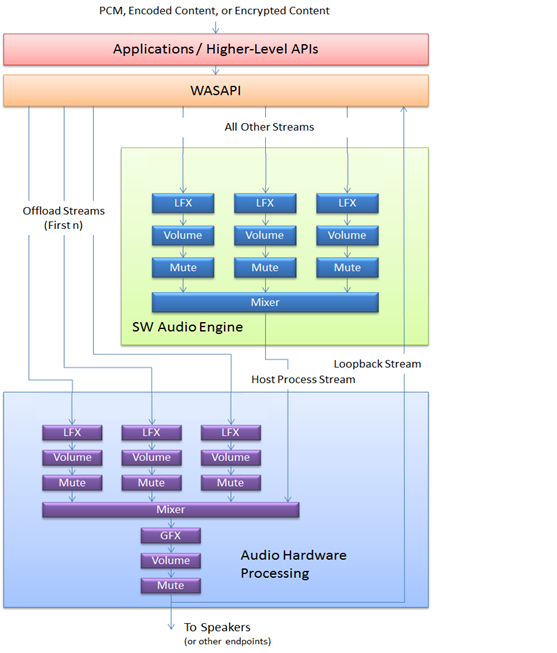 PCM, Encoded Content, or Encrypted Content
Applications / Higher-Level APIs
WASAPI
All Other Streams
Offload Streams
(First n)
LFX LFX LFX
Volume Volume Volume
Mute Mute Mute
Mixer
SW Audio Engine
Loopback Stream
Host Process Stream
LFX LFX LFX
Volume Volume Volume
Mute Mute Mute
Mixer
GFX
Volume
Mute
Audio Hardware
Processing
To Speakers
(or other endpoints)